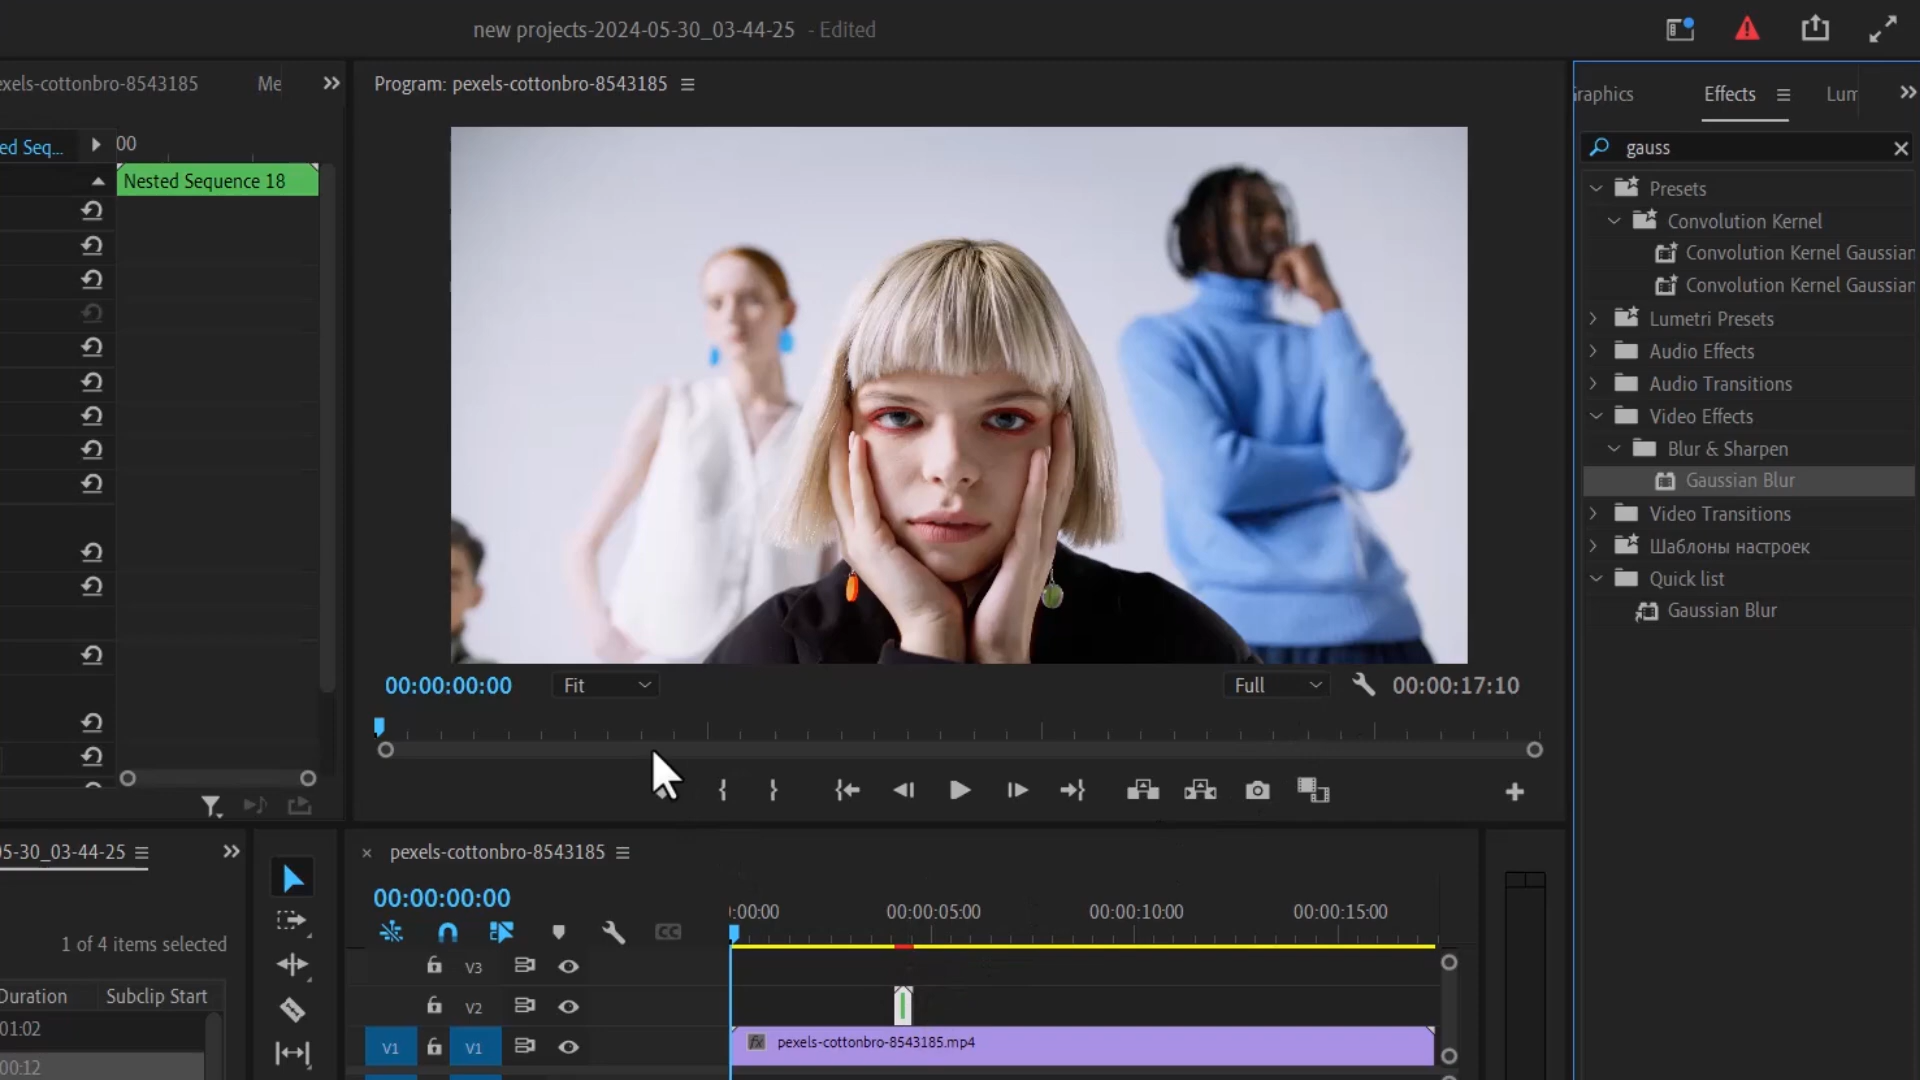 new projects-2024-05-30_03-44-25 - Edited
exels-cottonbro-8543185 Me
Program: pexels-cottonbro-8543185
Graphics Effects Lum
ed Seq... 00
gauss
Nested Sequence 18
Presets
Convolution Kernel
Convolution Kernel Gaussian
Convolution Kernel Gaussian
Lumetri Presets
Audio Effects
Audio Transitions
Video Effects
Blur & Sharpen
Gaussian Blur
Video Transitions
Шаблоны настроек
Quick list
Gaussian Blur
00:00:00:00 Fit Full 00:00:17:10
05-30_03-44-25
pexels-cottonbro-8543185
00:00:00:00
:00:00 00:00:05:00 00:00:10:00 00:00:15:00
CC
1 of 4 items selected
V3
Duration Subclip Start
V2
01:02
V1 V1 fx pexels-cottonbro-8543185.mp4
00:12